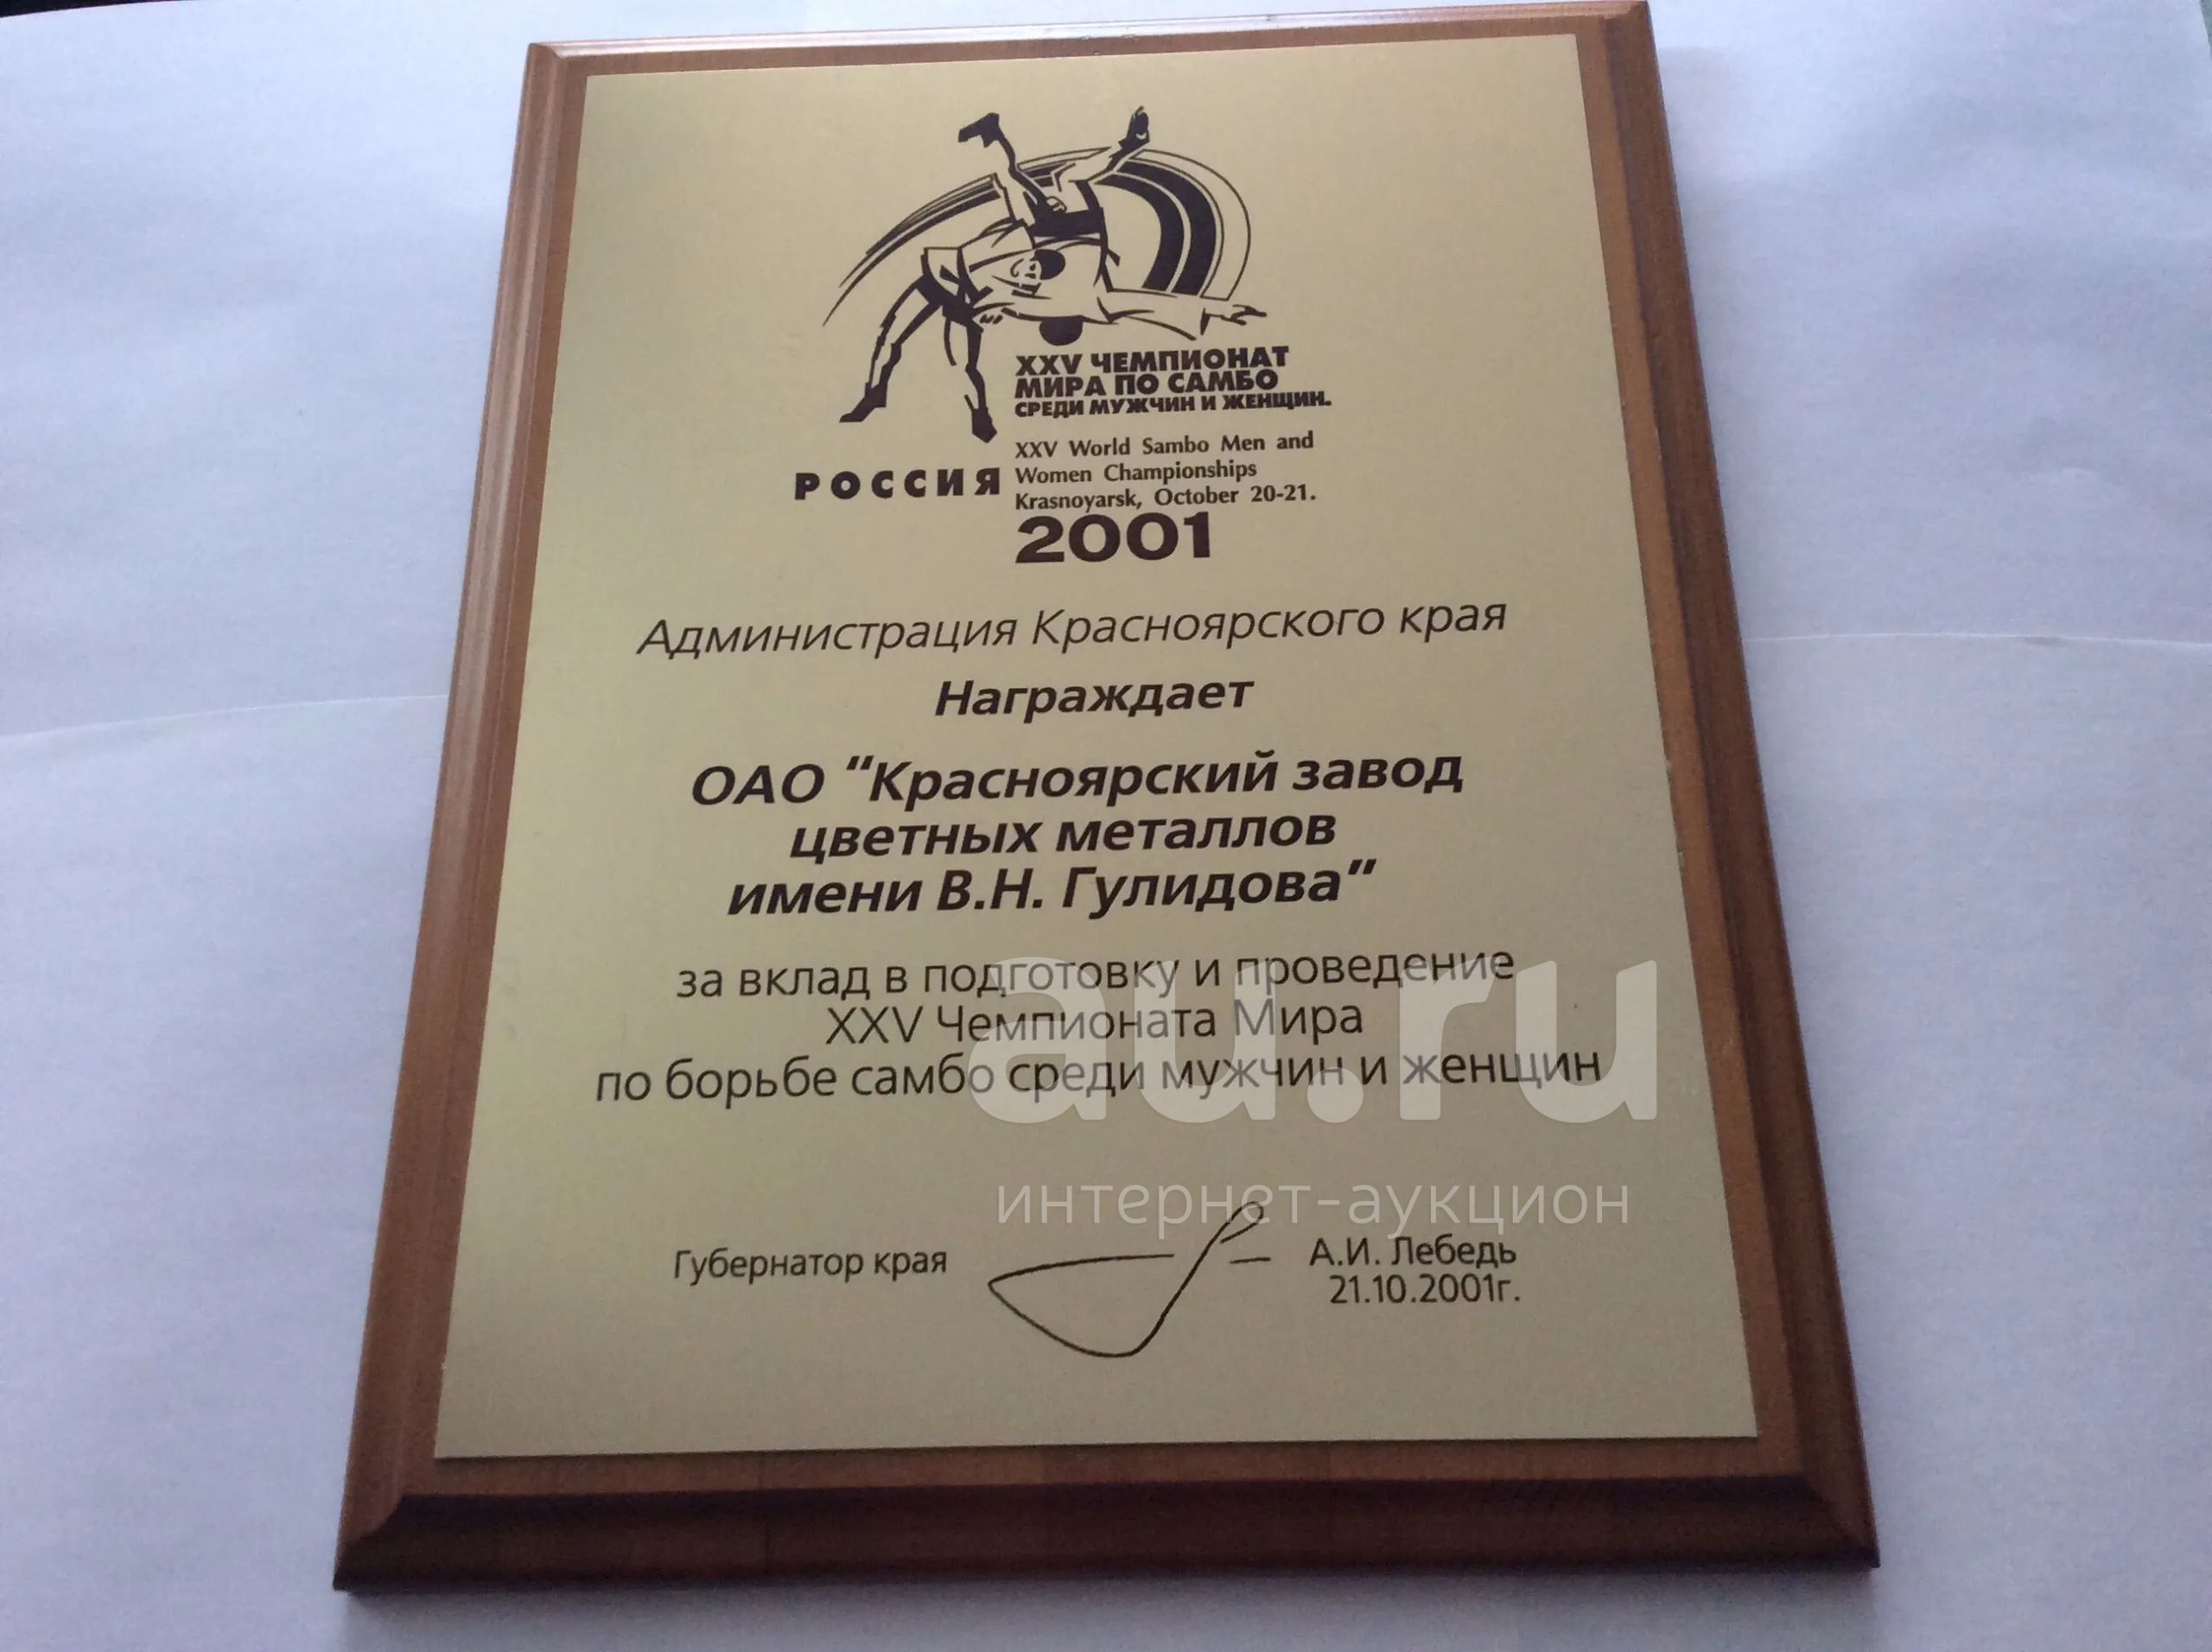 XXV ЧЕМПИОНАТ
МИРА ПО САМБО
СРЕДИ МУЖЧИН И ЖЕНЩИН.
XXV World Sambo Men and
Women Championships
Krasnoyarsk, October 20-21.
РОССИЯ
2001
Администрация Красноярского края
Награждает
ОАО “Красноярский завод
цветных металлов
имени В.Н. Гулидова”
за вклад в подготовку и проведение
XXV Чемпионата Мира
по борьбе самбо среди мужчин и женщин
au.ru
интернет-аукцион
Губернатор края
А.И. Лебедь
21.10.2001г.